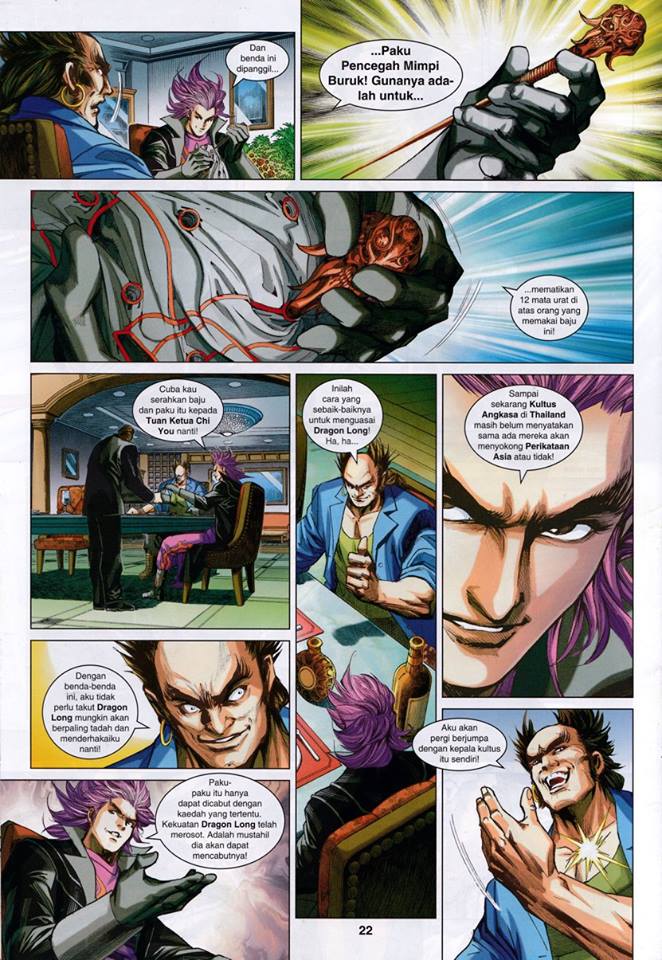 Dan
benda ini
dipanggil...
...Paku
Pencegah Mimpi
Buruk! Gunanya ada-
lah untuk...
...mematikan
12 mata urat di
atas orang yang
memakai baju
ini!
Cuba kau
serahkan baju
dan paku itu kepada
Tuan Ketua Chi
You nanti!
Inilah
cara yang
sebaik-baiknya
untuk menguasai
Dragon Long!
Ha, ha...
Sampai
sekarang Kultus
Angkasa di Thailand
masih belum menyatakan
sama ada mereka akan
menyokong Perikataan
Asia atau tidak!
Dengan
benda-benda
ini, aku tidak
perlu takut Dragon
Long mungkin akan
berpaling tadah dan
menderhakaiku
nanti!
Paku-
paku itu hanya
dapat dicabut dengan
kaedah yang tertentu.
Kekuatan Dragon Long telah
merosot. Adalah mustahil
dia akan dapat
mencabutnya!
Aku akan
pergi berjumpa
dengan kepala kultus
itu sendiri!
22